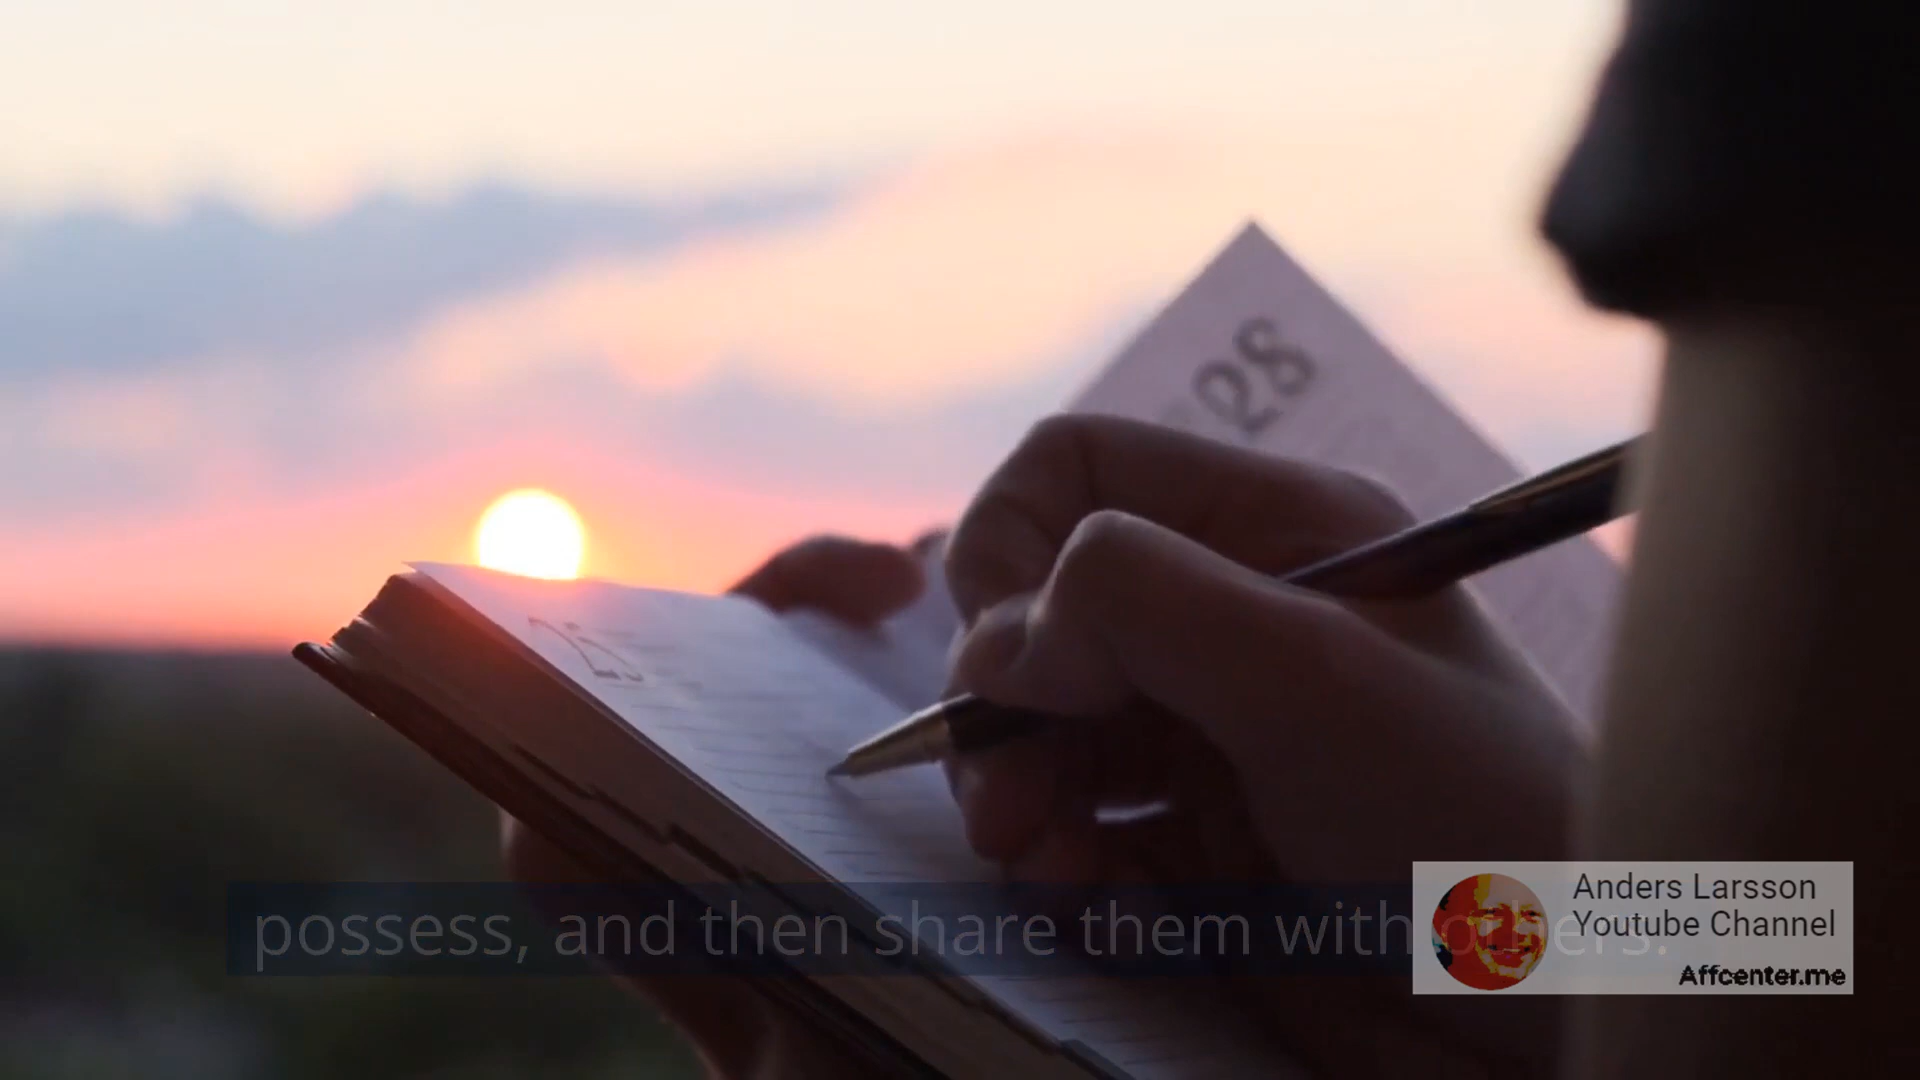 28
possess, and then share them with others.
Anders Larsson
Youtube Channel
Affcenter.me